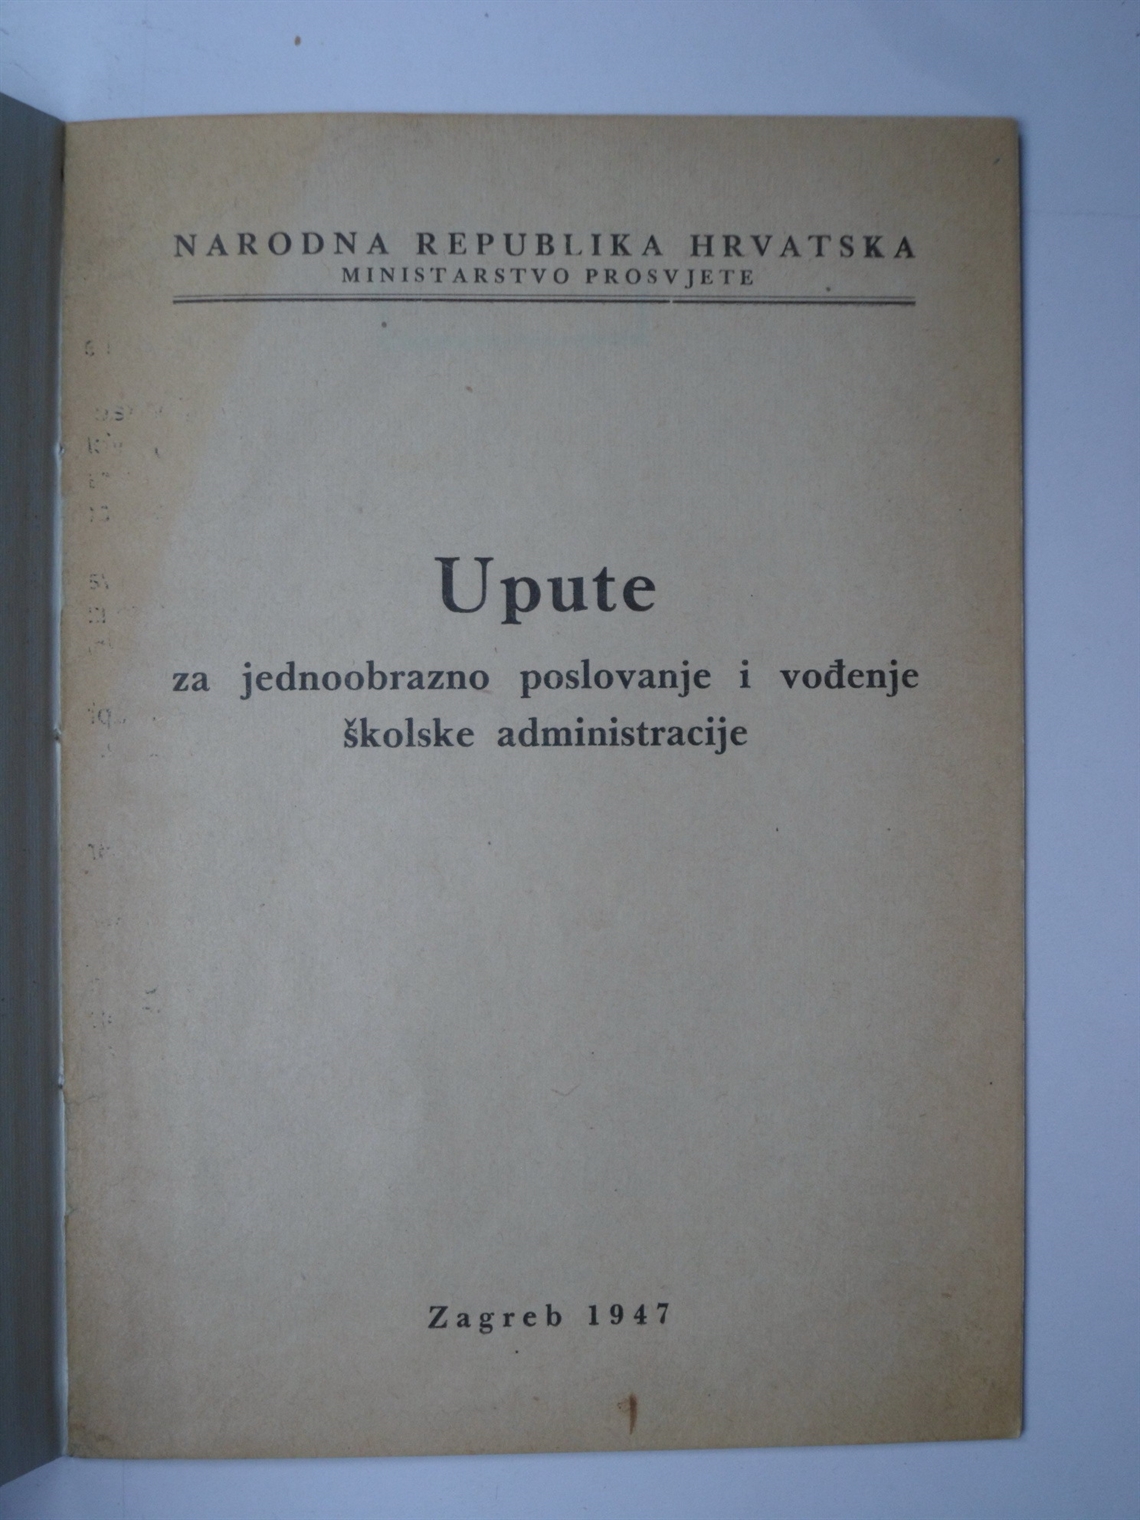 NARODNA REPUBLIKA HRVATSKA
MINISTARSTVO PROSVJETE
Upute
za jednoobrazno poslovanje i vođenje
školske administracije
Zagreb 1947